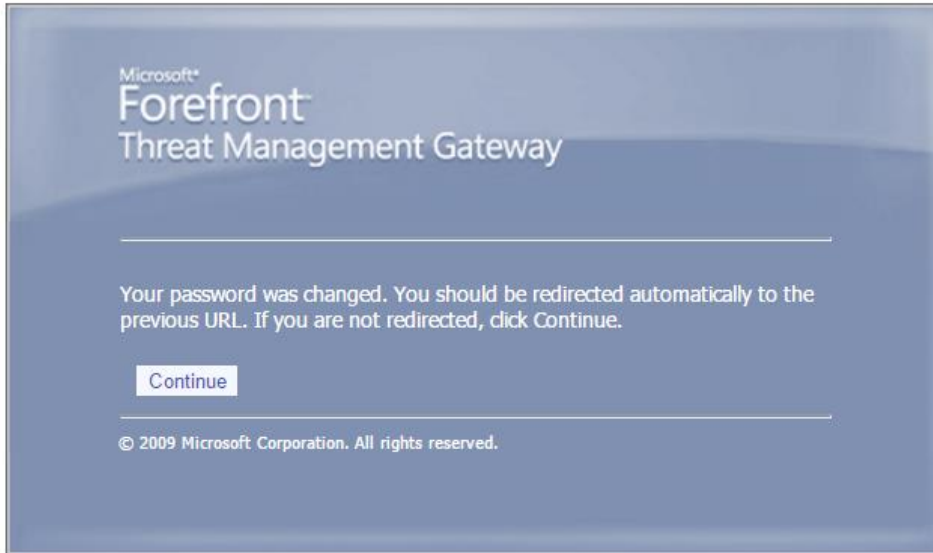 Microsoft®
Forefront™
Threat Management Gateway
Your password was changed. You should be redirected automatically to the
previous URL. If you are not redirected, click Continue.
Continue
© 2009 Microsoft Corporation. All rights reserved.